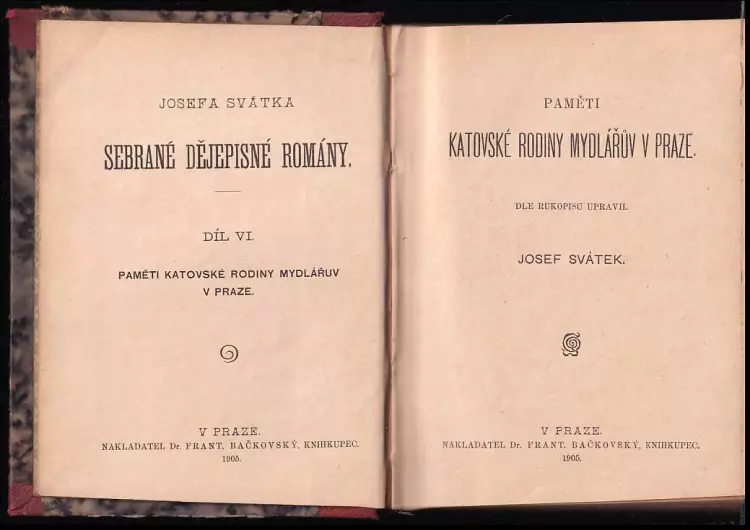 JOSEFA SVÁTKA
SEBRANÉ DĚJEPISNÉ ROMÁNY.
DÍL VI.
PAMĚTI KATOVSKÉ RODINY MYDLÁŘUV
V PRAZE.
V PRAZE.
NAKLADATEL Dr. FRANT. BAČKOVSKÝ, KNIHKUPEC.
1905.
PAMĚTI
KATOVSKÉ RODINY MYDLÁŘŮV V PRAZE.
DLE RUKOPISU UPRAVIL
JOSEF SVÁTEK.
V PRAZE.
NAKLADATEL Dr. FRANT. BAČKOVSKÝ, KNIHKUPEC.
1905.